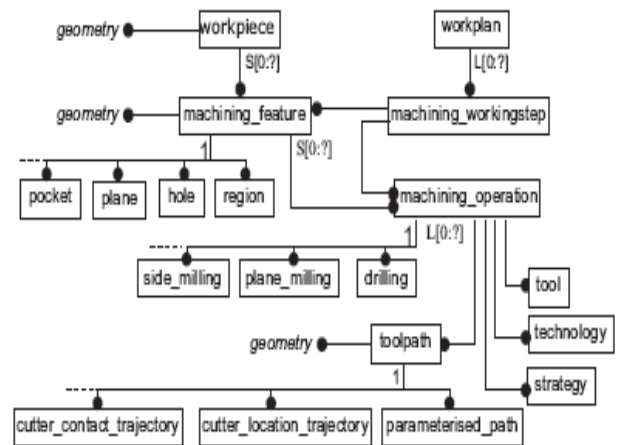 geometry workpiece workplan
S[0:?] L[0:?]
geometry machining_feature machining_workingstep
1 S[0:?]
pocket plane hole region machining_operation
1 L[0:?]
side_milling plane_milling drilling
tool
geometry toolpath technology
1
strategy
cutter_contact_trajectory cutter_location_trajectory parameterised_path